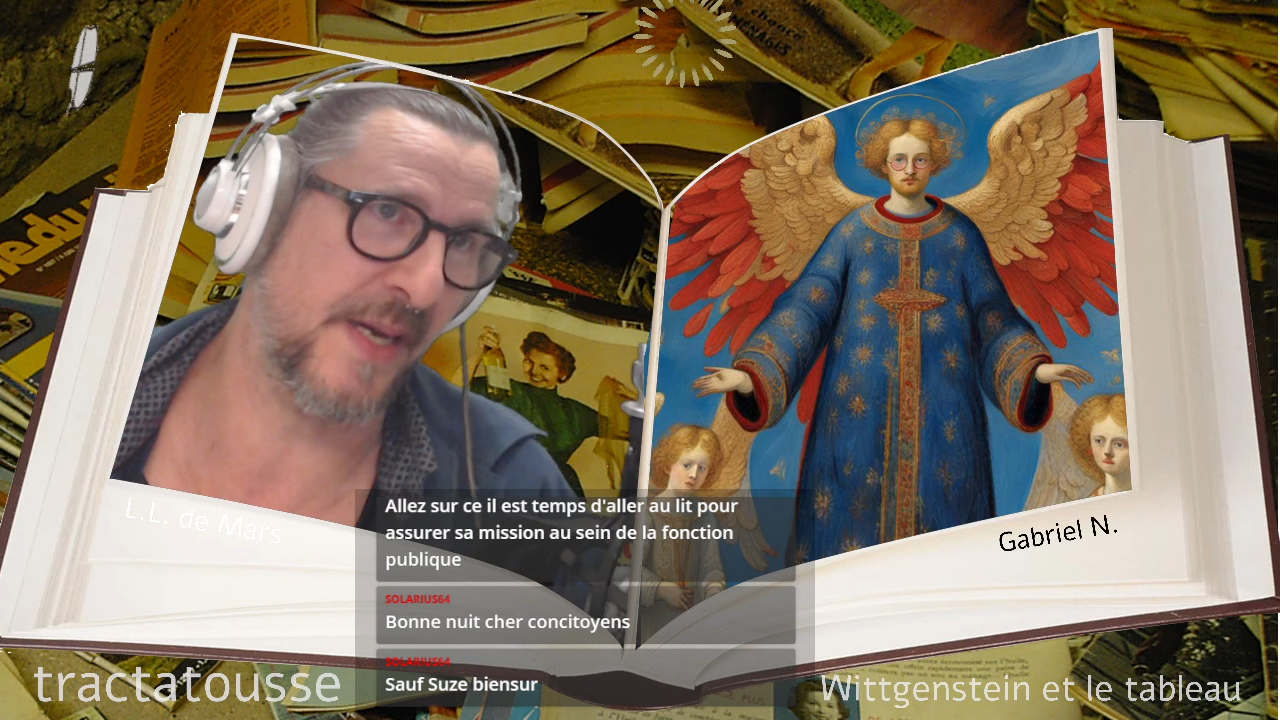 L.L. de Mars
Gabriel N.
Allez sur ce il est temps d'aller au lit pour
assurer sa mission au sein de la fonction
publique
SOLARIUS64
Bonne nuit cher concitoyens
SOLARIUS64
Sauf Suze biensur
tractatousse
Wittgenstein et le tableau